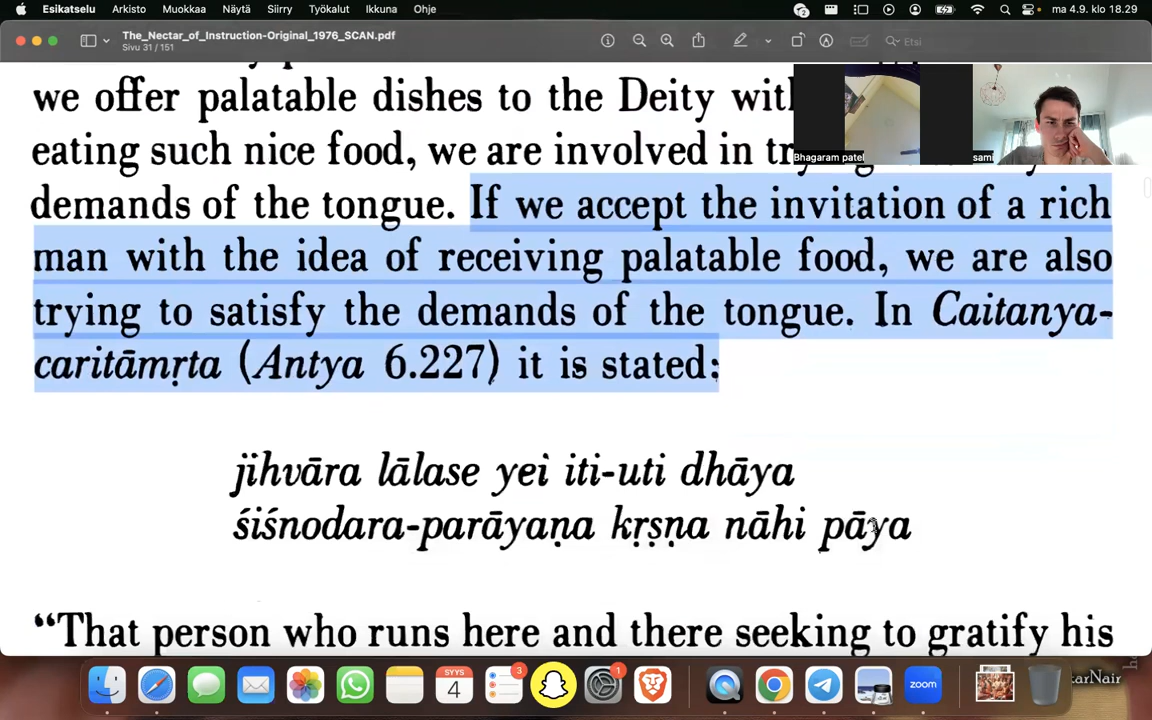 Esikatselu Arkisto Muokkaa Näytä Siirry Työkalut Ikkuna Ohje ma 4.9. klo 18.29
The_Nectar_of_Instruction-Original_1976_SCAN.pdf
Sivu 31 / 151
Etsi
we offer palatable dishes to the Deity
eating such nice food, we are involved in
demands of the tongue. If we accept the invitation of a rich
man with the idea of receiving palatable food, we are also
trying to satisfy the demands of the tongue. In Caitanya-
caritāmṛta (Antya 6.227) it is stated:
jihvāra lālase yei iti-uti dhāya
śiśnodara-parāyaṇa kṛṣṇa nāhi pāya
“That person who runs here and there seeking to gratify his
Bhagaram patel
sami
2
SYYS
4
3
1
zoom